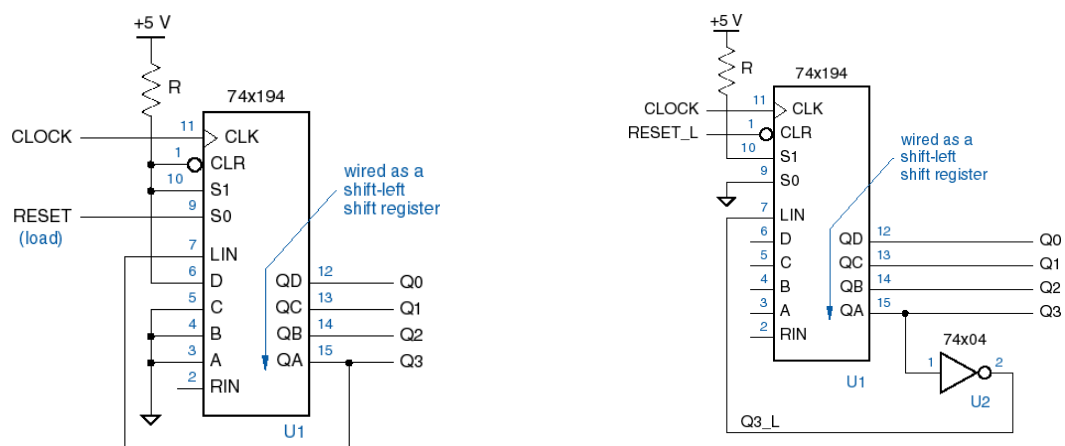 +5 V
R
74x194
CLOCK
11
CLK
1
CLR
10
S1
RESET
(load)
9
S0
7
LIN
6
D
5
C
4
B
3
A
2
RIN
wired as a
shift-left
shift register
QD
12
Q0
QC
13
Q1
QB
14
Q2
QA
15
Q3
U1
+5 V
R
74x194
CLOCK
11
CLK
RESET_L
1
CLR
10
S1
9
S0
7
LIN
6
D
5
C
4
B
3
A
2
RIN
wired as a
shift-left
shift register
QD
12
Q0
QC
13
Q1
QB
14
Q2
QA
15
Q3
74x04
1
2
U1
U2
Q3_L